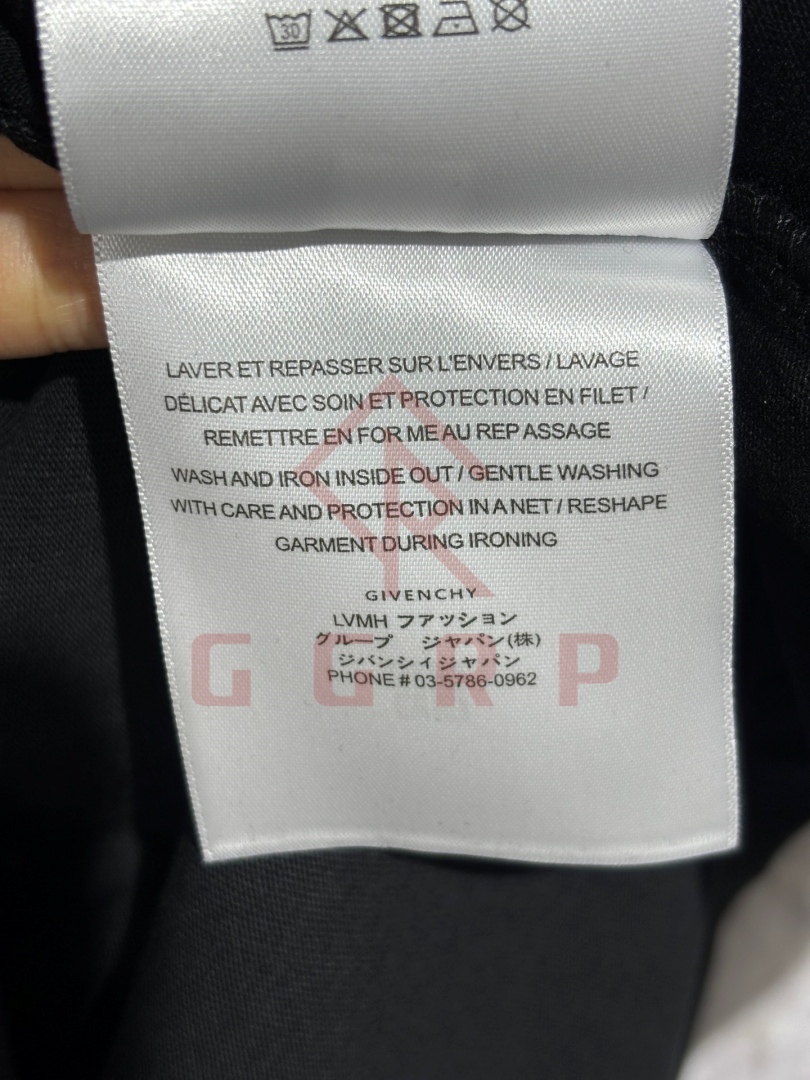 30
LAVER ET REPASSER SUR L'ENVERS / LAVAGE
DÉLICAT AVEC SOIN ET PROTECTION EN FILET /
REMETTRE EN FOR ME AU REP ASSAGE
WASH AND IRON INSIDE OUT / GENTLE WASHING
WITH CARE AND PROTECTION IN A NET / RESHAPE
GARMENT DURING IRONING
GIVENCHY
LVMH ファッション
グループ ジャパン(株)
ジバンシィジャパン
PHONE # 03-5786-0962
GGRP